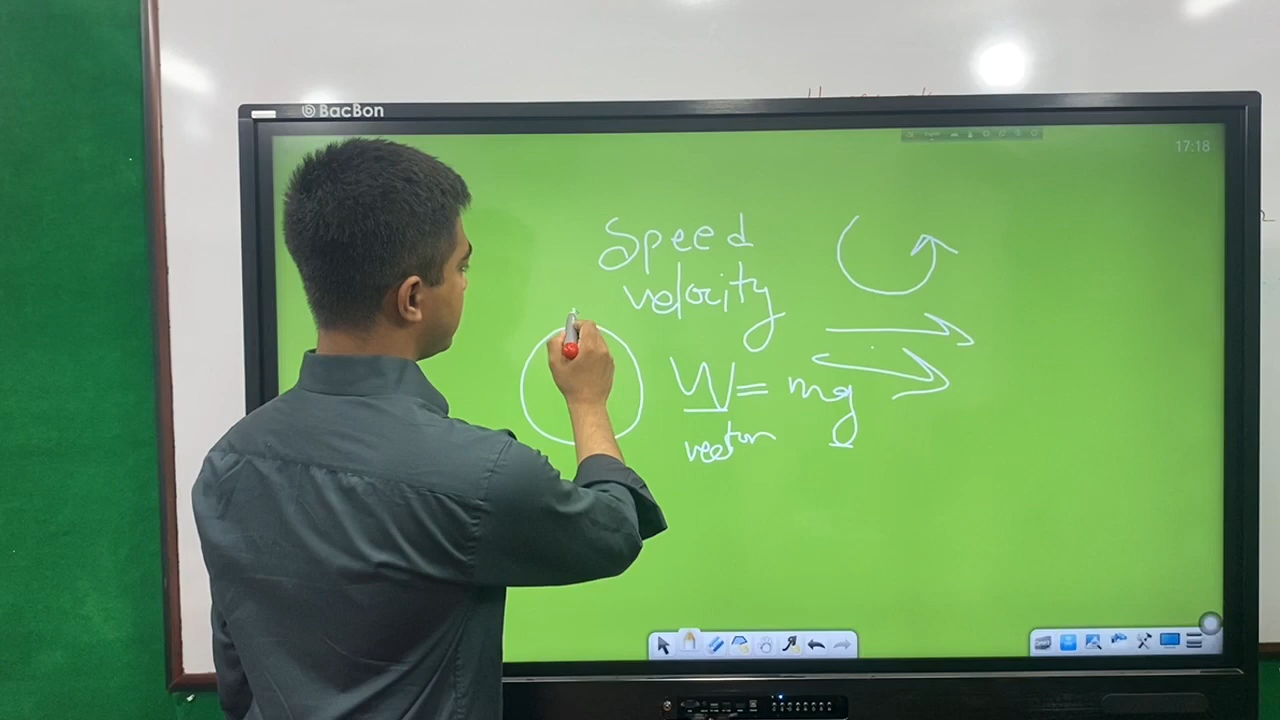 BacBon
17:18
Speed
velocity
W = mg
vector